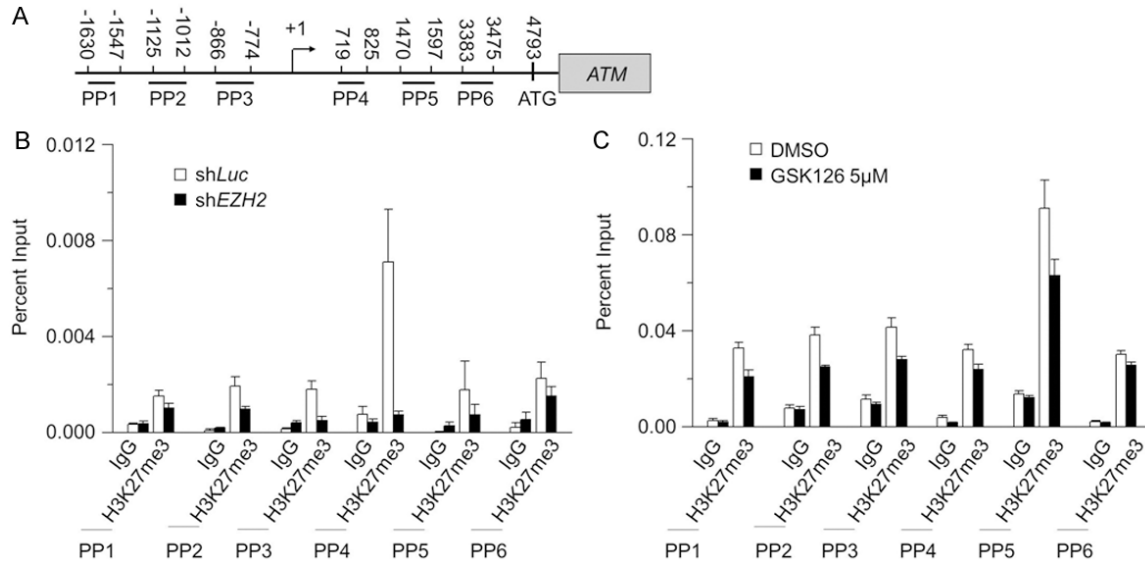 A
-1630 -1547 -1125 -1012 -866 -774 +1 719 825 1470 1597 3383 3475 4793
PP1 PP2 PP3 PP4 PP5 PP6 ATG ATM
B
0.012
0.008
0.004
0.000
Percent Input
shLuc
shEZH2
IgG H3K27me3 IgG H3K27me3 IgG H3K27me3 IgG H3K27me3 IgG H3K27me3 IgG H3K27me3
PP1 PP2 PP3 PP4 PP5 PP6
C
0.12
0.08
0.04
0.00
Percent Input
DMSO
GSK126 5µM
IgG H3K27me3 IgG H3K27me3 IgG H3K27me3 IgG H3K27me3 IgG H3K27me3 IgG H3K27me3
PP1 PP2 PP3 PP4 PP5 PP6